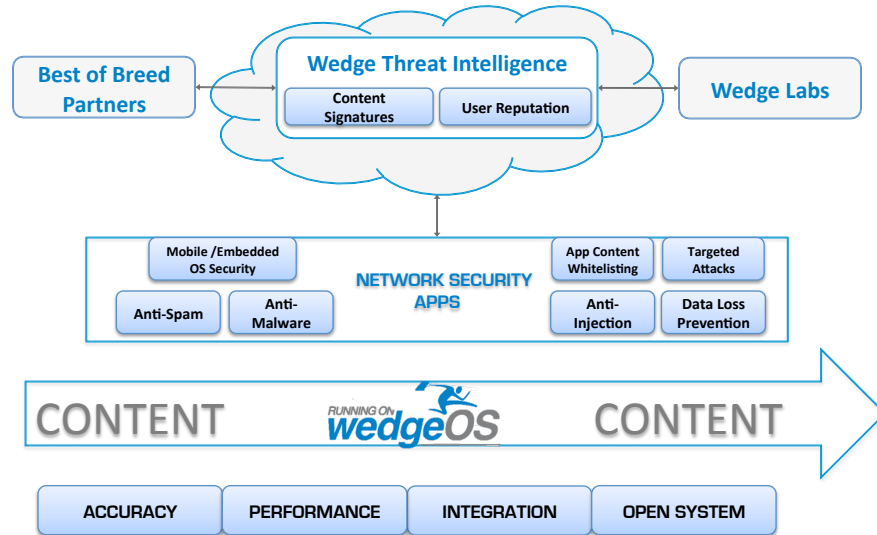 Best of Breed
Partners
Wedge Threat Intelligence
Content
Signatures
User Reputation
Wedge Labs
Mobile /Embedded
OS Security
App Content
Whitelisting
Targeted
Attacks
NETWORK SECURITY
APPS
Anti-Spam
Anti-
Malware
Anti-
Injection
Data Loss
Prevention
CONTENT
RUNNING ON
wedgeOS
CONTENT
ACCURACY
PERFORMANCE
INTEGRATION
OPEN SYSTEM